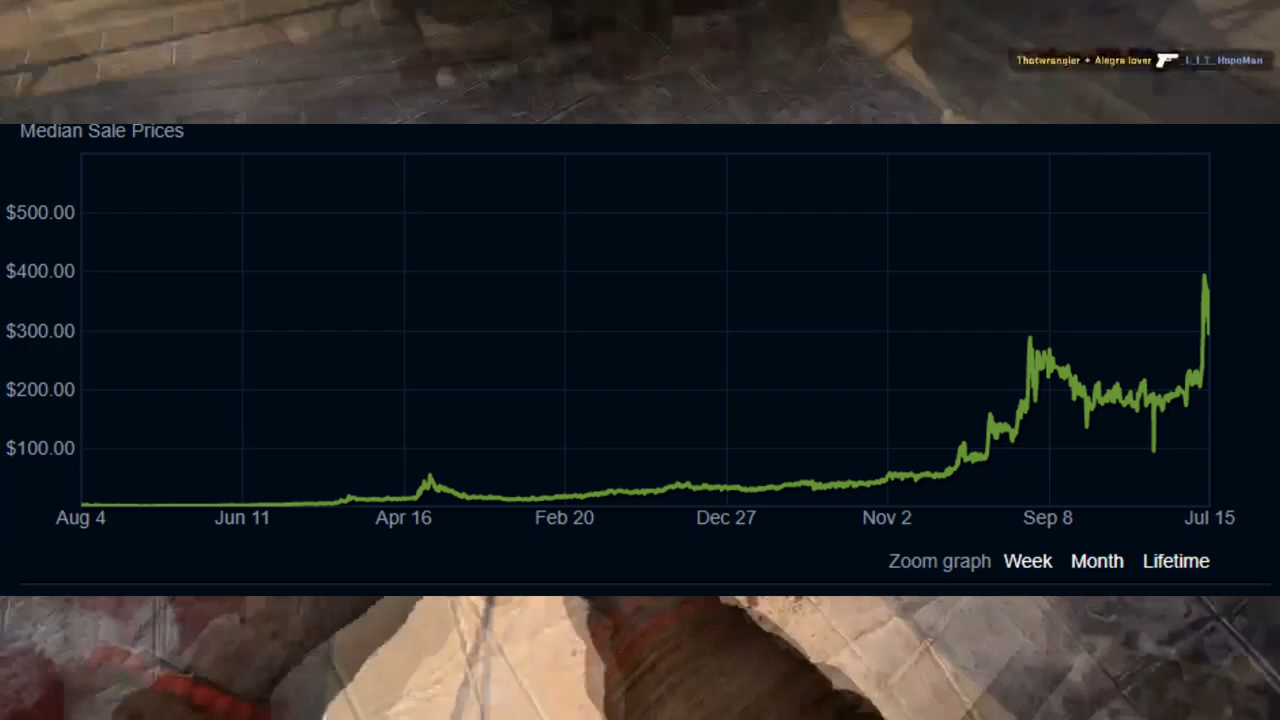 Thotwrangler + Alegra lover
HopoMan
Median Sale Prices
$500.00
$400.00
$300.00
$200.00
$100.00
Aug 4 Jun 11 Apr 16 Feb 20 Dec 27 Nov 2 Sep 8 Jul 15
Zoom graph Week Month Lifetime